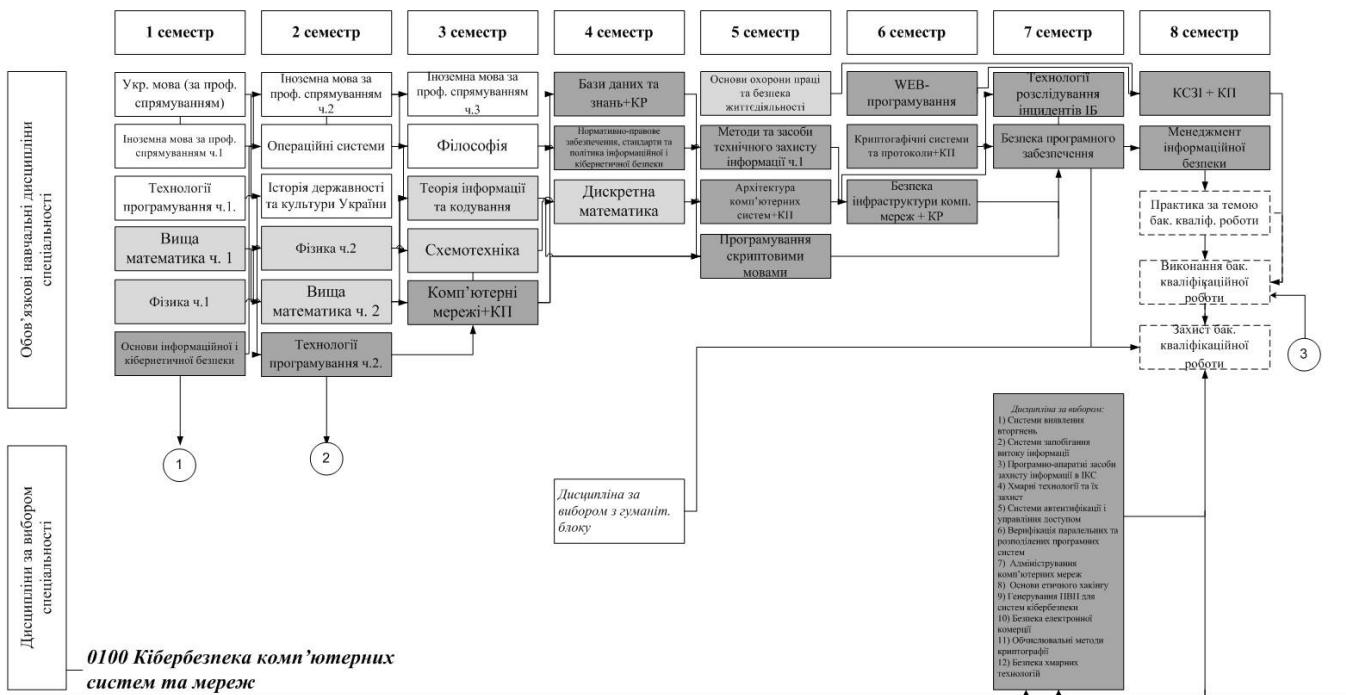 1 семестр
2 семестр
3 семестр
4 семестр
5 семестр
6 семестр
7 семестр
8 семестр
Обов'язкові навчальні дисципліни
спеціальності
Укр. мова (за проф.
спрямуванням)
Іноземна мова за проф.
спрямуванням ч.1
Технології
програмування ч.1.
Вища
математика ч. 1
Фізика ч.1
Основи інформаційної і
кібернетичної безпеки
1
Іноземна мова за
проф. спрямуванням
ч.2
Операційні системи
Історія державності
та культури України
Фізика ч.2
Вища
математика ч. 2
Технології
програмування ч.2.
2
Іноземна мова за
проф. спрямуванням
ч.3
Філософія
Теорія інформації
та кодування
Схемотехніка
Комп'ютерні
мережі+КП
Бази даних та
знань+КР
Нормативно-правове
забезпечення, стандарти та
політика інформаційної і
кібернетичної безпеки
Дискретна
математика
Основи охорони праці
та безпека
життєдіяльності
Методи та засоби
технічного захисту
інформації ч.1
Архітектура
комп'ютерних
систем+КП
Програмування
скриптовими
мовами
WEB-
програмування
Криптогафічні системи
та протоколи+КП
Безпека
інфраструктури комп.
мереж + КР
Технології
розслідування
інцидентів ІБ
Безпека програмного
забезпечення
КСЗІ + КП
Менеджмент
інформаційної
безпеки
Практика за темою
бак. кваліф. роботи
Виконання бак.
кваліфікаційної
роботи
Захист бак.
кваліфікаційної
роботи
3
Дисципліни за вибором
спеціальності
Дисципліна за
вибором з гуманіт.
блоку
Дисципліна за вибором:
1) Системи виявлення
вторгнень
2) Системи запобігання
витоку інформації
3) Програмно-апаратні засоби
захисту інформації в ІКС
4) Хмарні технології та їх
захист
5) Системи автентифікації і
управління доступом
6) Верифікація паралельних та
розподілених програмних
систем
7) Адміністрування
комп'ютерних мереж
8) Основи етичного хакінгу
9) Генерування ПВП для
систем кібербезпеки
10) Безпека електронної
комерції
11) Обчислювальні методи
криптографії
12) Безпека хмарних
технологій
0100 Кібербезпека комп'ютерних
систем та мереж